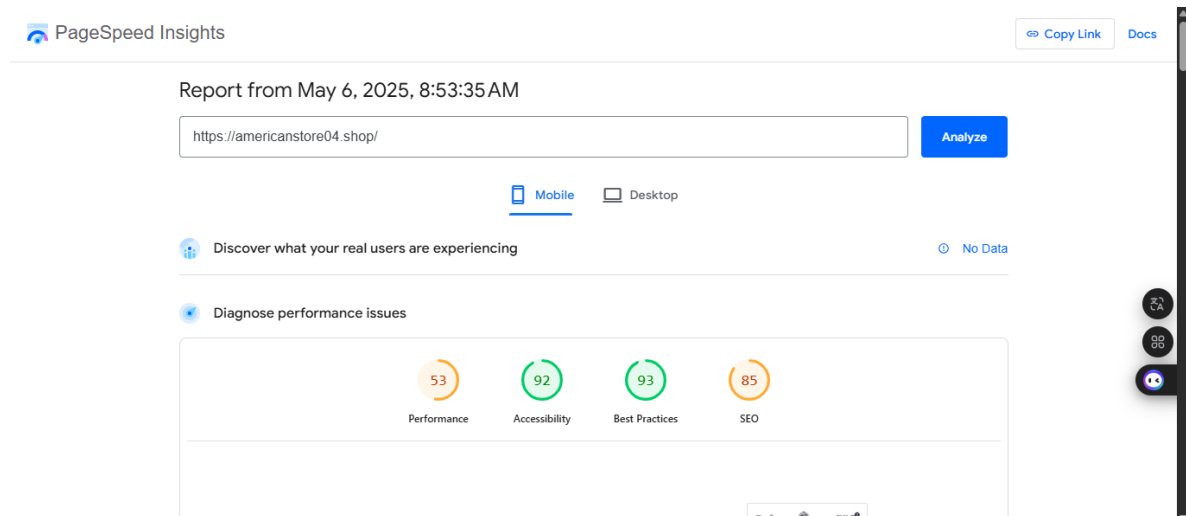 PageSpeed Insights
Copy Link
Docs
Report from May 6, 2025, 8:53:35 AM
https://americanstore04.shop/
Analyze
Mobile
Desktop
Discover what your real users are experiencing
No Data
Diagnose performance issues
53
92
93
85
Performance
Accessibility
Best Practices
SEO